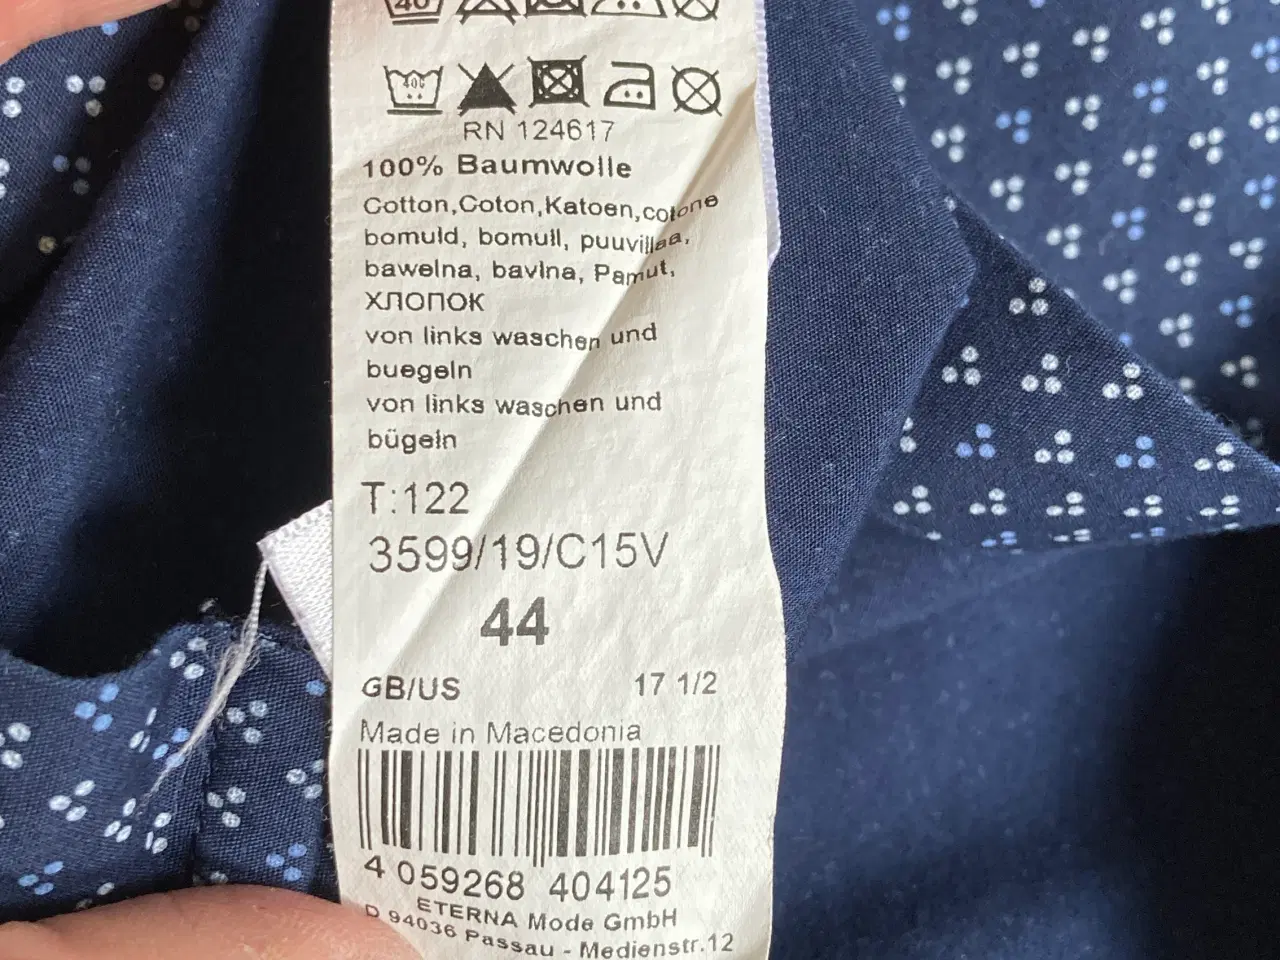 40
40C
RN 124617
100% Baumwolle
Cotton,Coton,Katoen,cotone
bomuld, bomull, puuvillaa,
bawelna, bavlna, Pamut,
ХЛОПОК
von links waschen und
buegeln
von links waschen und
bügeln
T:122
3599/19/C15V
44
GB/US 17 1/2
Made in Macedonia
4 059268 404125
ETERNA Mode GmbH
D 94036 Passau - Medienstr.12